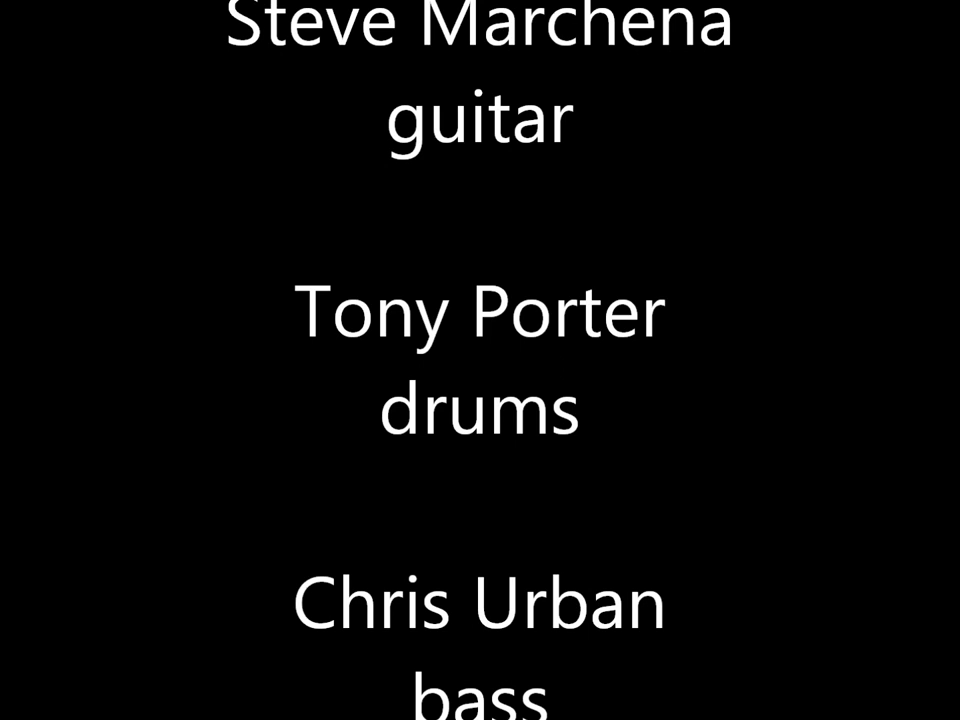 Steve Marchena
guitar
Tony Porter
drums
Chris Urban
bass